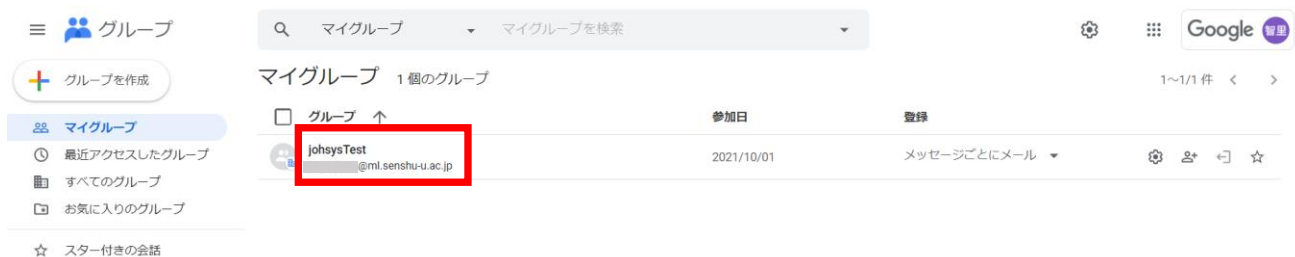 グループ
マイグループ マイグループを検索
Google 智里
グループを作成
マイグループ 1 個のグループ
1～1/1 件
グループ 参加日 登録
マイグループ
最近アクセスしたグループ
すべてのグループ
お気に入りのグループ
スター付きの会話
johsysTest
@ml.senshu-u.ac.jp
2021/10/01 メッセージごとにメール